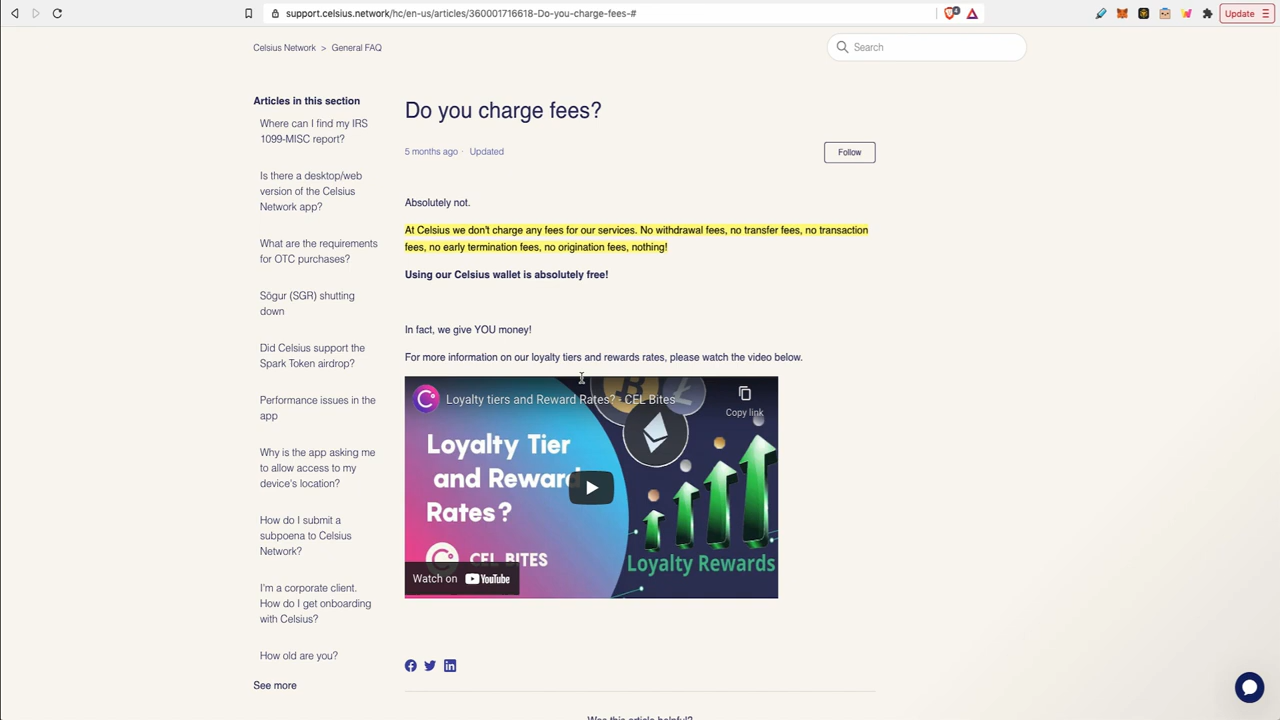 support.celsius.network/hc/en-us/articles/360001716618-Do-you-charge-fees-#
Update
Celsius Network > General FAQ
Search
Articles in this section
Where can I find my IRS
1099-MISC report?
Is there a desktop/web
version of the Celsius
Network app?
What are the requirements
for OTC purchases?
Sögur (SGR) shutting
down
Did Celsius support the
Spark Token airdrop?
Performance issues in the
app
Why is the app asking me
to allow access to my
device's location?
How do I submit a
subpoena to Celsius
Network?
I'm a corporate client.
How do I get onboarding
with Celsius?
How old are you?
See more
Do you charge fees?
5 months ago · Updated
Follow
Absolutely not.
At Celsius we don't charge any fees for our services. No withdrawal fees, no transfer fees, no transaction
fees, no early termination fees, no origination fees, nothing!
Using our Celsius wallet is absolutely free!
In fact, we give YOU money!
For more information on our loyalty tiers and rewards rates, please watch the video below.
Loyalty tiers and Reward Rates? - CEL Bites
Copy link
Loyalty Tier
and Reward
Rates?
CEL BITES
Loyalty Rewards
Watch on YouTube